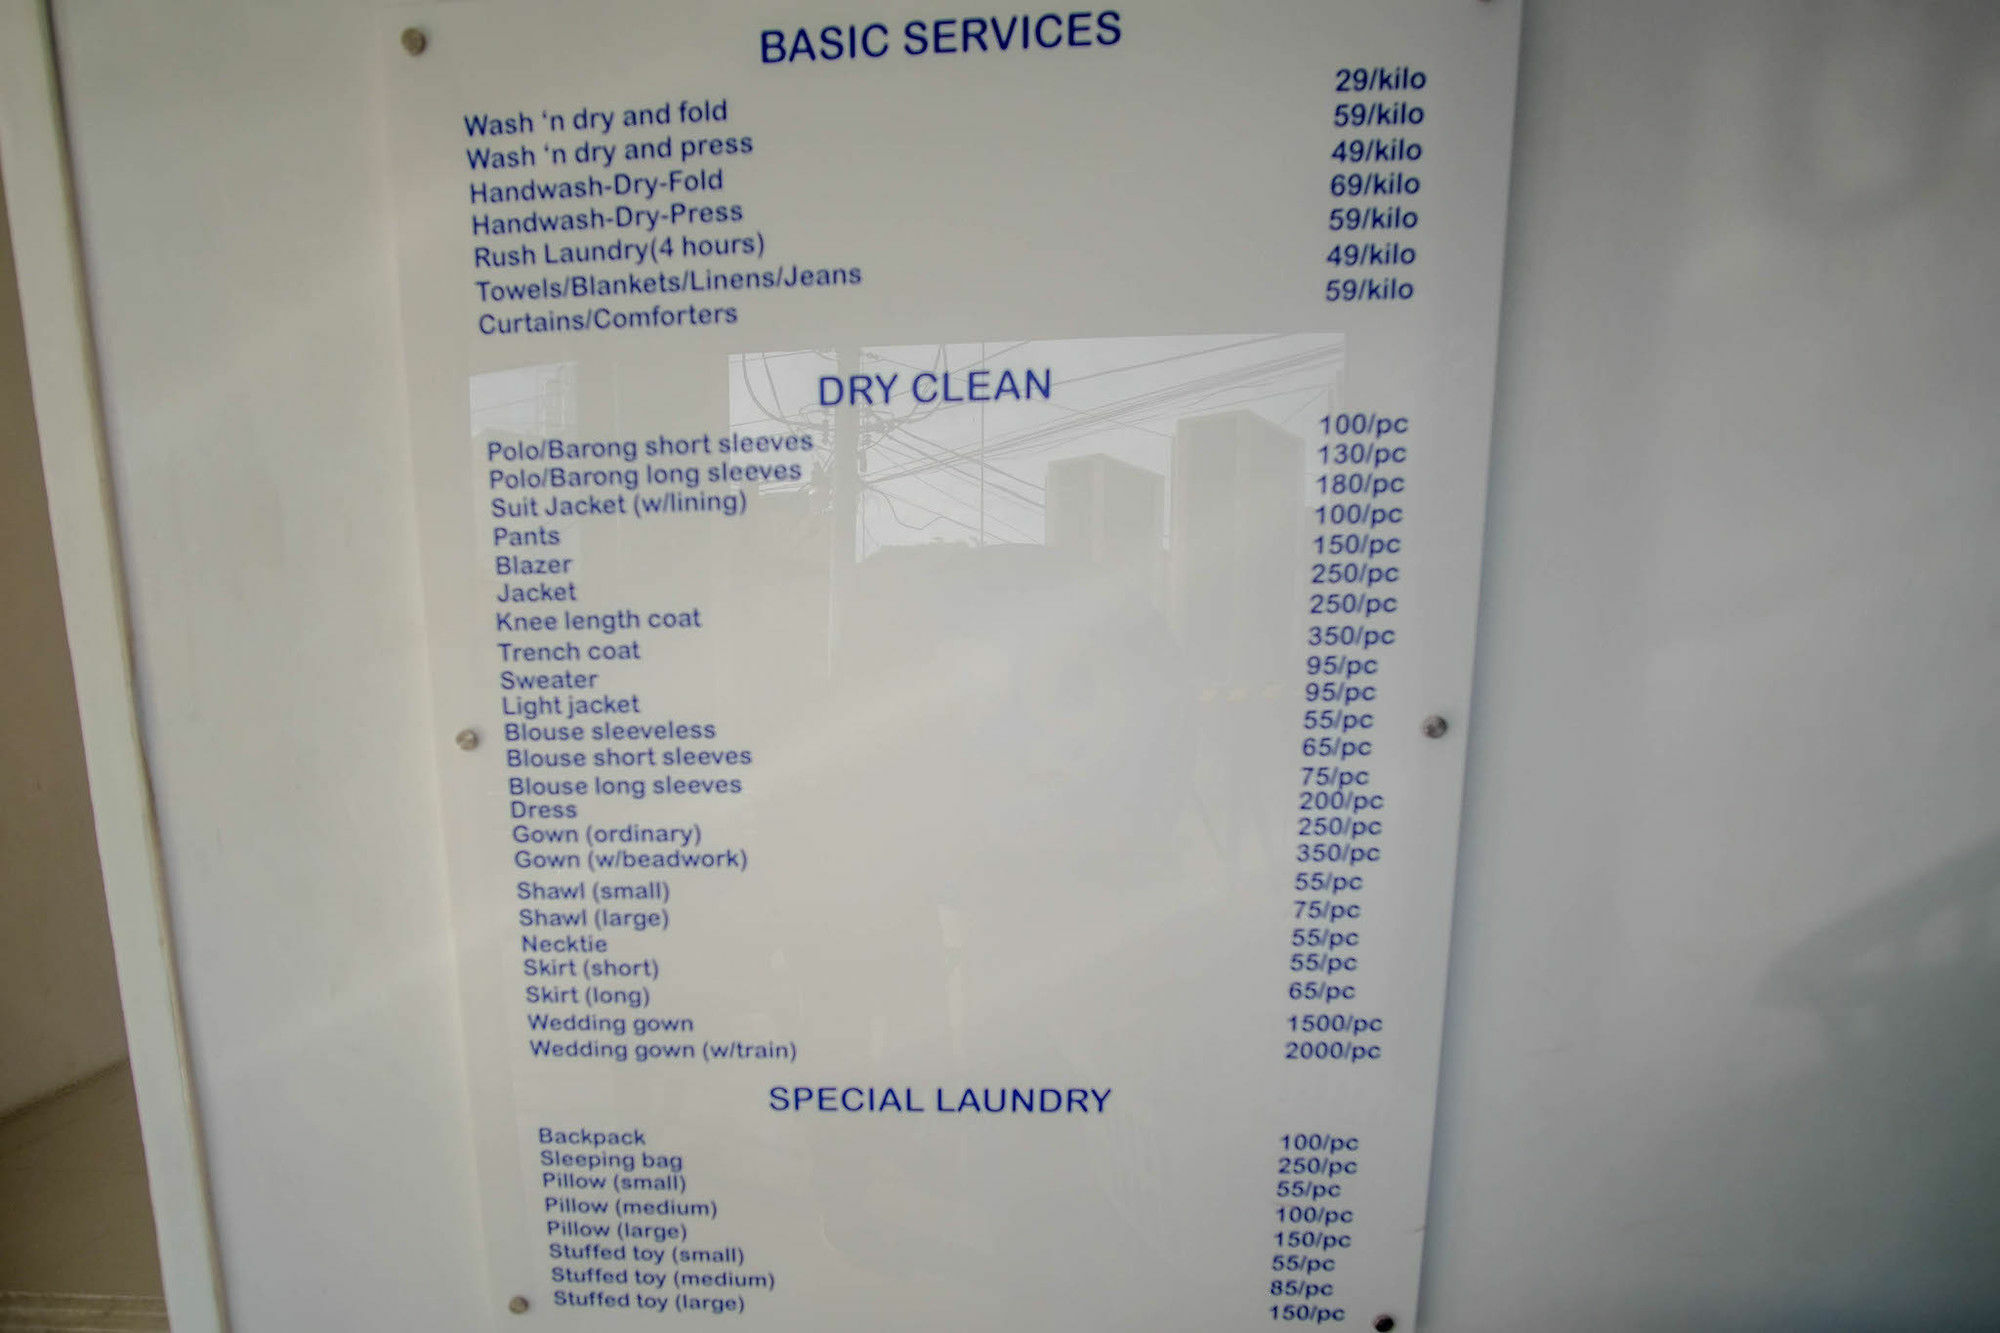 BASIC SERVICES
Wash ‘n dry and fold 29/kilo
Wash ‘n dry and press 59/kilo
Handwash-Dry-Fold 49/kilo
Handwash-Dry-Press 69/kilo
Rush Laundry(4 hours) 59/kilo
Towels/Blankets/Linens/Jeans 49/kilo
Curtains/Comforters 59/kilo
DRY CLEAN
Polo/Barong short sleeves 100/pc
Polo/Barong long sleeves 130/pc
Suit Jacket (w/lining) 180/pc
Pants 100/pc
Blazer 150/pc
Jacket 250/pc
Knee length coat 250/pc
Trench coat 350/pc
Sweater 95/pc
Light jacket 95/pc
Blouse sleeveless 55/pc
Blouse short sleeves 65/pc
Blouse long sleeves 75/pc
Dress 200/pc
Gown (ordinary) 250/pc
Gown (w/beadwork) 350/pc
Shawl (small) 55/pc
Shawl (large) 75/pc
Necktie 55/pc
Skirt (short) 55/pc
Skirt (long) 65/pc
Wedding gown 1500/pc
Wedding gown (w/train) 2000/pc
SPECIAL LAUNDRY
Backpack 100/pc
Sleeping bag 250/pc
Pillow (small) 55/pc
Pillow (medium) 100/pc
Pillow (large) 150/pc
Stuffed toy (small) 55/pc
Stuffed toy (medium) 85/pc
Stuffed toy (large) 150/pc